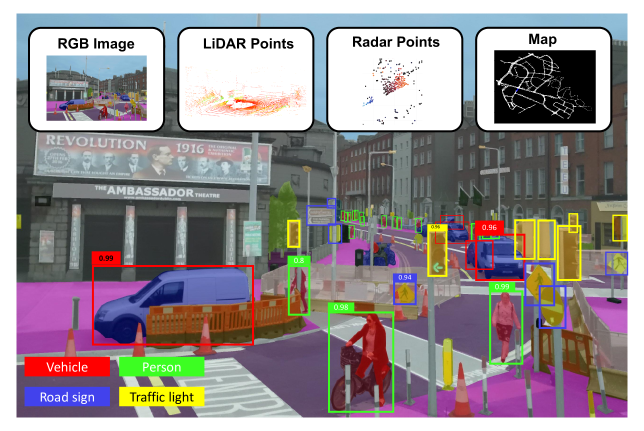 RGB Image
LiDAR Points
Radar Points
Map
REVOLUTION 1916
THE AMBASSADOR THEATRE
0.99
0.8
0.98
0.94
0.96
0.96
0.99
Vehicle
Person
Road sign
Traffic light